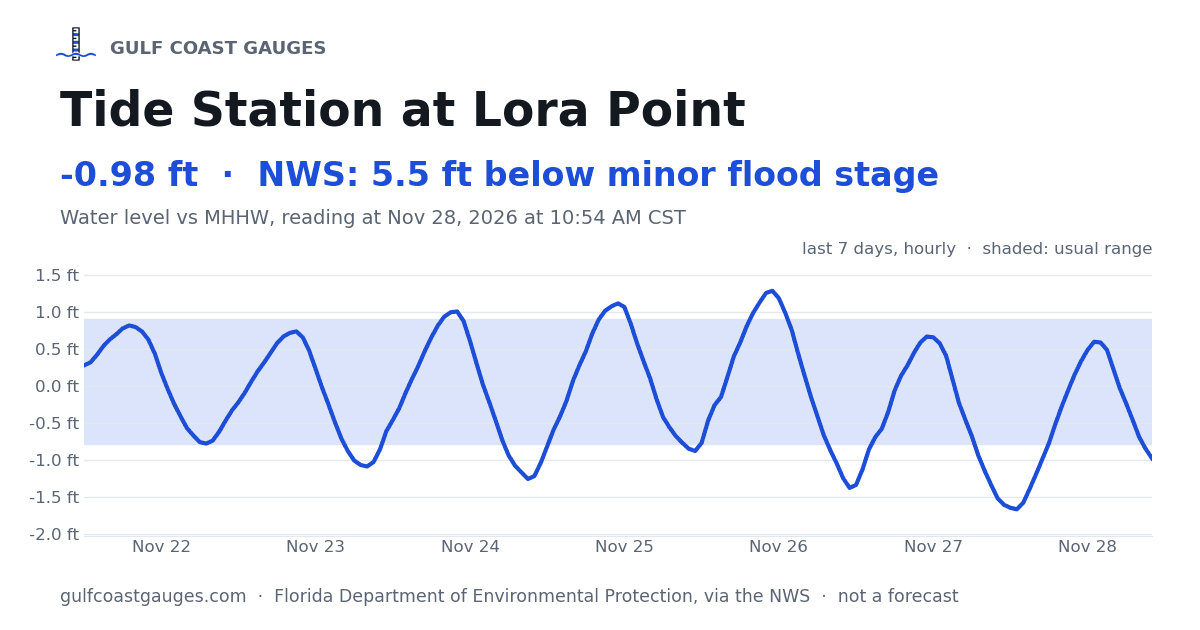 GULF COAST GAUGES
Tide Station at Lora Point
-0.98 ft · NWS: 5.5 ft below minor flood stage
Water level vs MHHW, reading at Nov 28, 2026 at 10:54 AM CST
last 7 days, hourly · shaded: usual range
1.5 ft
1.0 ft
0.5 ft
0.0 ft
-0.5 ft
-1.0 ft
-1.5 ft
-2.0 ft
Nov 22 Nov 23 Nov 24 Nov 25 Nov 26 Nov 27 Nov 28
gulfcoastgauges.com · Florida Department of Environmental Protection, via the NWS · not a forecast